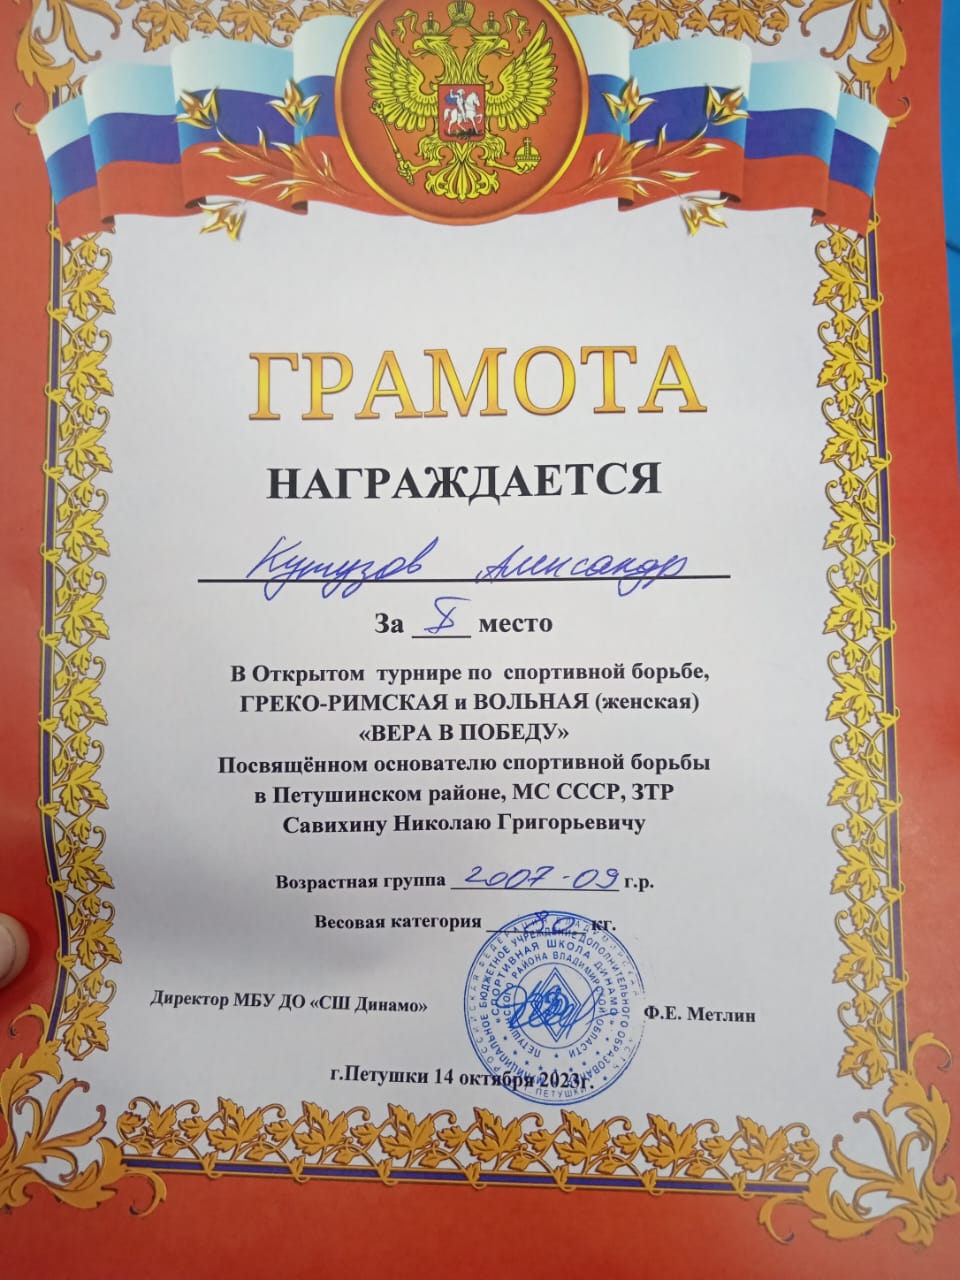 ГРАМОТА
НАГРАЖДАЕТСЯ
Кутузов Александр
За место
В Открытом турнире по спортивной борьбе,
ГРЕКО-РИМСКАЯ и ВОЛЬНАЯ (женская)
«ВЕРА В ПОБЕДУ»
Посвящённом основателю спортивной борьбы
в Петушинском районе, МС СССР, ЗТР
Савихину Николаю Григорьевичу
Возрастная группа 2007-09 г.р.
Весовая категория 80 кг.
Директор МБУ ДО «СШ Динамо»
Ф.Е. Метлин
г.Петушки 14 октября 2023г.